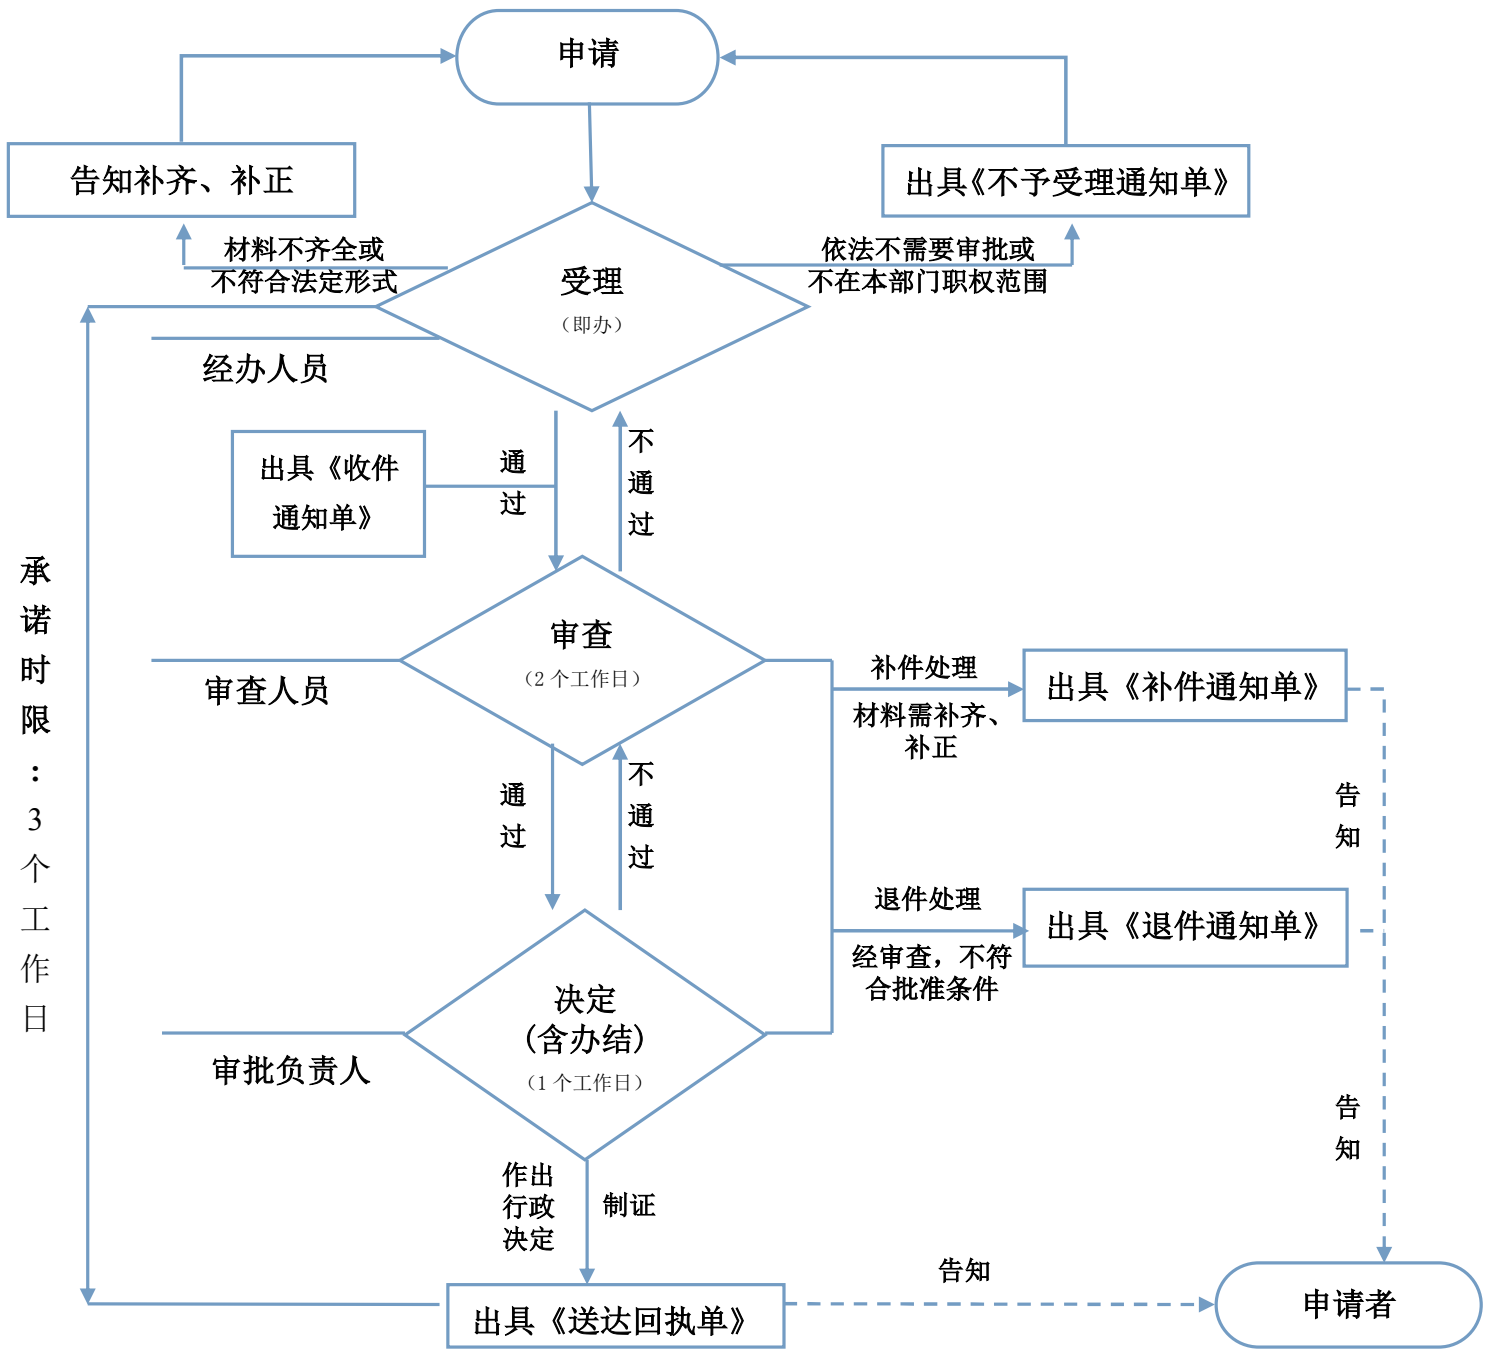 申请
告知补齐、补正
出具《不予受理通知单》
材料不齐全或
不符合法定形式
依法不需要审批或
不在本部门职权范围
受理
（即办）
经办人员
出具《收件
通知单》
通过
不通过
承诺时限：3个工作日
审查
（2 个工作日）
审查人员
补件处理
材料需补齐、
补正
出具《补件通知单》
通过
不通过
告知
退件处理
经审查，不符
合批准条件
出具《退件通知单》
决定
(含办结)
（1 个工作日）
审批负责人
告知
作出
行政
决定
制证
告知
出具《送达回执单》
申请者